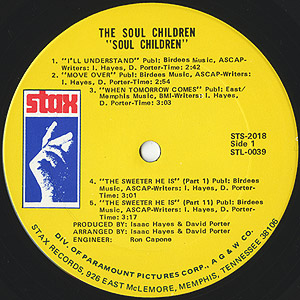 THE SOUL CHILDREN
"SOUL CHILDREN"
1. "I'LL UNDERSTAND" Publ: Birdees Music, ASCAP-
Writers: I. Hayes, D. Porter-Time: 2:42
2. "MOVE OVER" Publ: Birdees Music, ASCAP-Writers:
I. Hayes, D. Porter-Time: 2:54
3. "WHEN TOMORROW COMES" Publ: East/
Memphis Music, BMI-Writers: I. Hayes, D.
Porter-Time: 3:03
stax
STS-2018
Side 1
STL-0039
4. "THE SWEETER HE IS" (Part 1) Publ: Birdees
Music, ASCAP-Writers: I. Hayes, D. Porter-
Time: 3:01
5. "THE SWEETER HE IS" (Part 11) Publ: Birdees
Music, ASCAP-Writers: I. Hayes, D. Porter-Time:
3:17
PRODUCED BY: Isaac Hayes & David Porter
ARRANGED BY: Isaac Hayes & David Porter
ENGINEER: Ron Capone
DIV. OF PARAMOUNT PICTURES CORP., A G & W CO.
STAX RECORDS, 926 EAST McLEMORE, MEMPHIS, TENNESSEE 38106